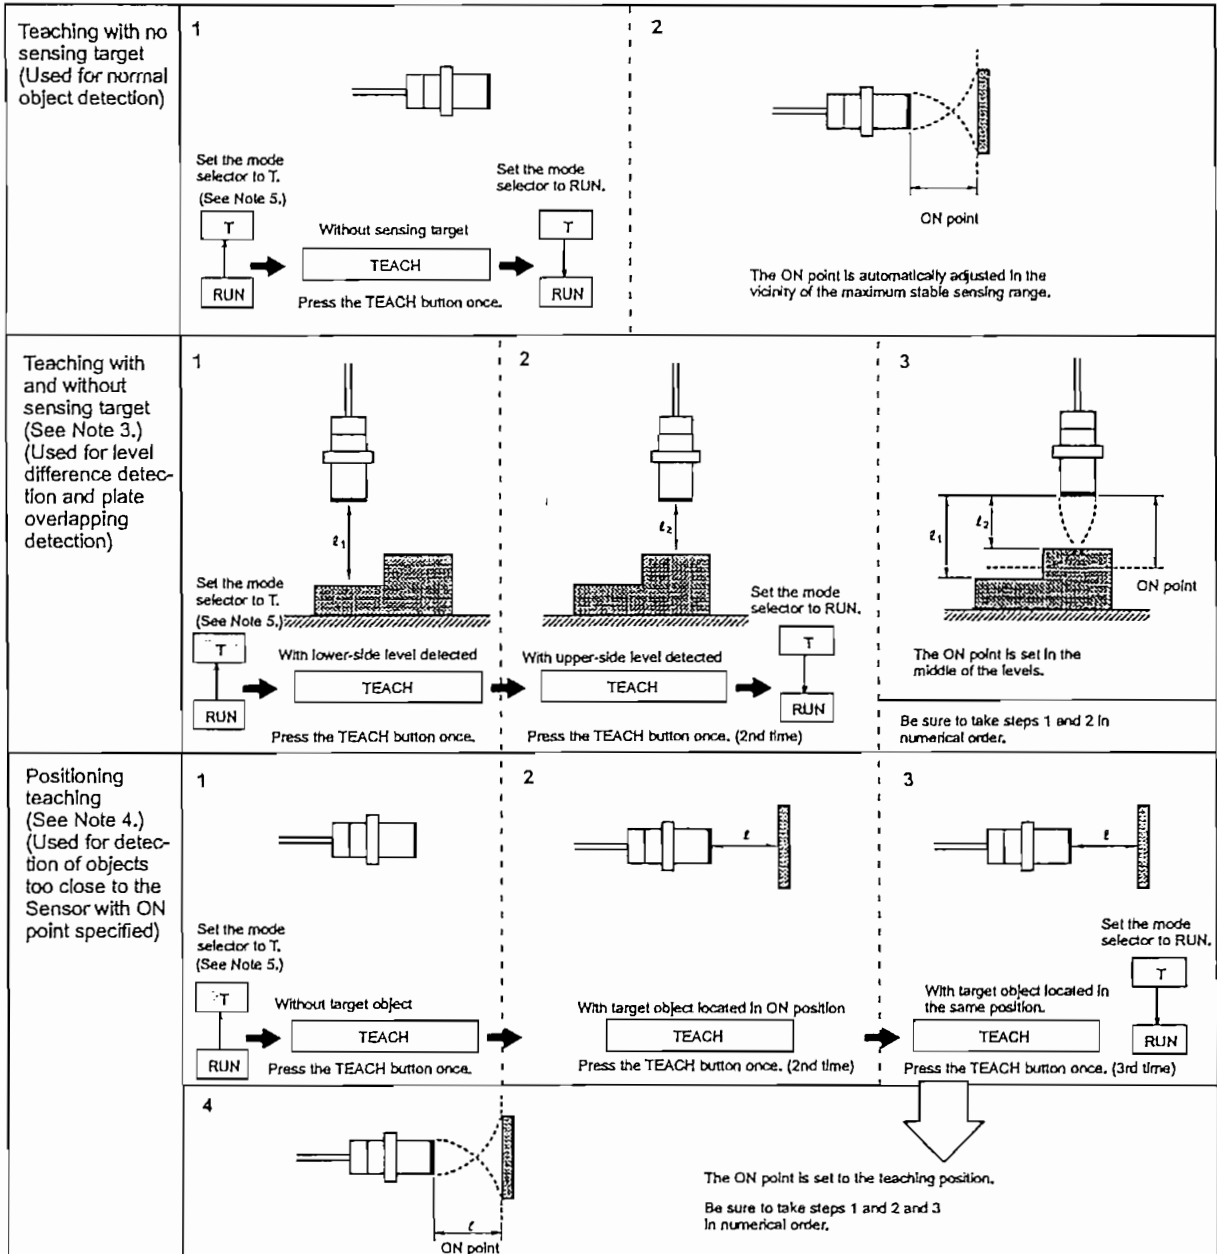 Teaching with no
sensing target
(Used for normal
object detection)
1
Set the mode
selector to T.
(See Note 5.)
T
RUN
Without sensing target
TEACH
Press the TEACH button once.
Set the mode
selector to RUN.
T
RUN
2
ON point
The ON point is automatically adjusted in the
vicinity of the maximum stable sensing range.
Teaching with
and without
sensing target
(See Note 3.)
(Used for level
difference detec-
tion and plate
overlapping
detection)
1
ℓ1
Set the mode
selector to T.
(See Note 5.)
T
RUN
With lower-side level detected
TEACH
Press the TEACH button once.
2
ℓ2
With upper-side level detected
TEACH
Press the TEACH button once. (2nd time)
Set the mode
selector to RUN.
T
RUN
3
ℓ1
ℓ2
ON point
The ON point is set in the
middle of the levels.
Be sure to take steps 1 and 2 in
numerical order.
Positioning
teaching
(See Note 4.)
(Used for detec-
tion of objects
too close to the
Sensor with ON
point specified)
1
Set the mode
selector to T.
(See Note 5.)
T
RUN
Without target object
TEACH
Press the TEACH button once.
2
ℓ
With target object located in ON position
TEACH
Press the TEACH button once. (2nd time)
3
ℓ
Set the mode
selector to RUN.
With target object located in
the same position.
TEACH
Press the TEACH button once. (3rd time)
T
RUN
4
ℓ
ON point
The ON point is set to the teaching position.
Be sure to take steps 1 and 2 and 3
in numerical order.